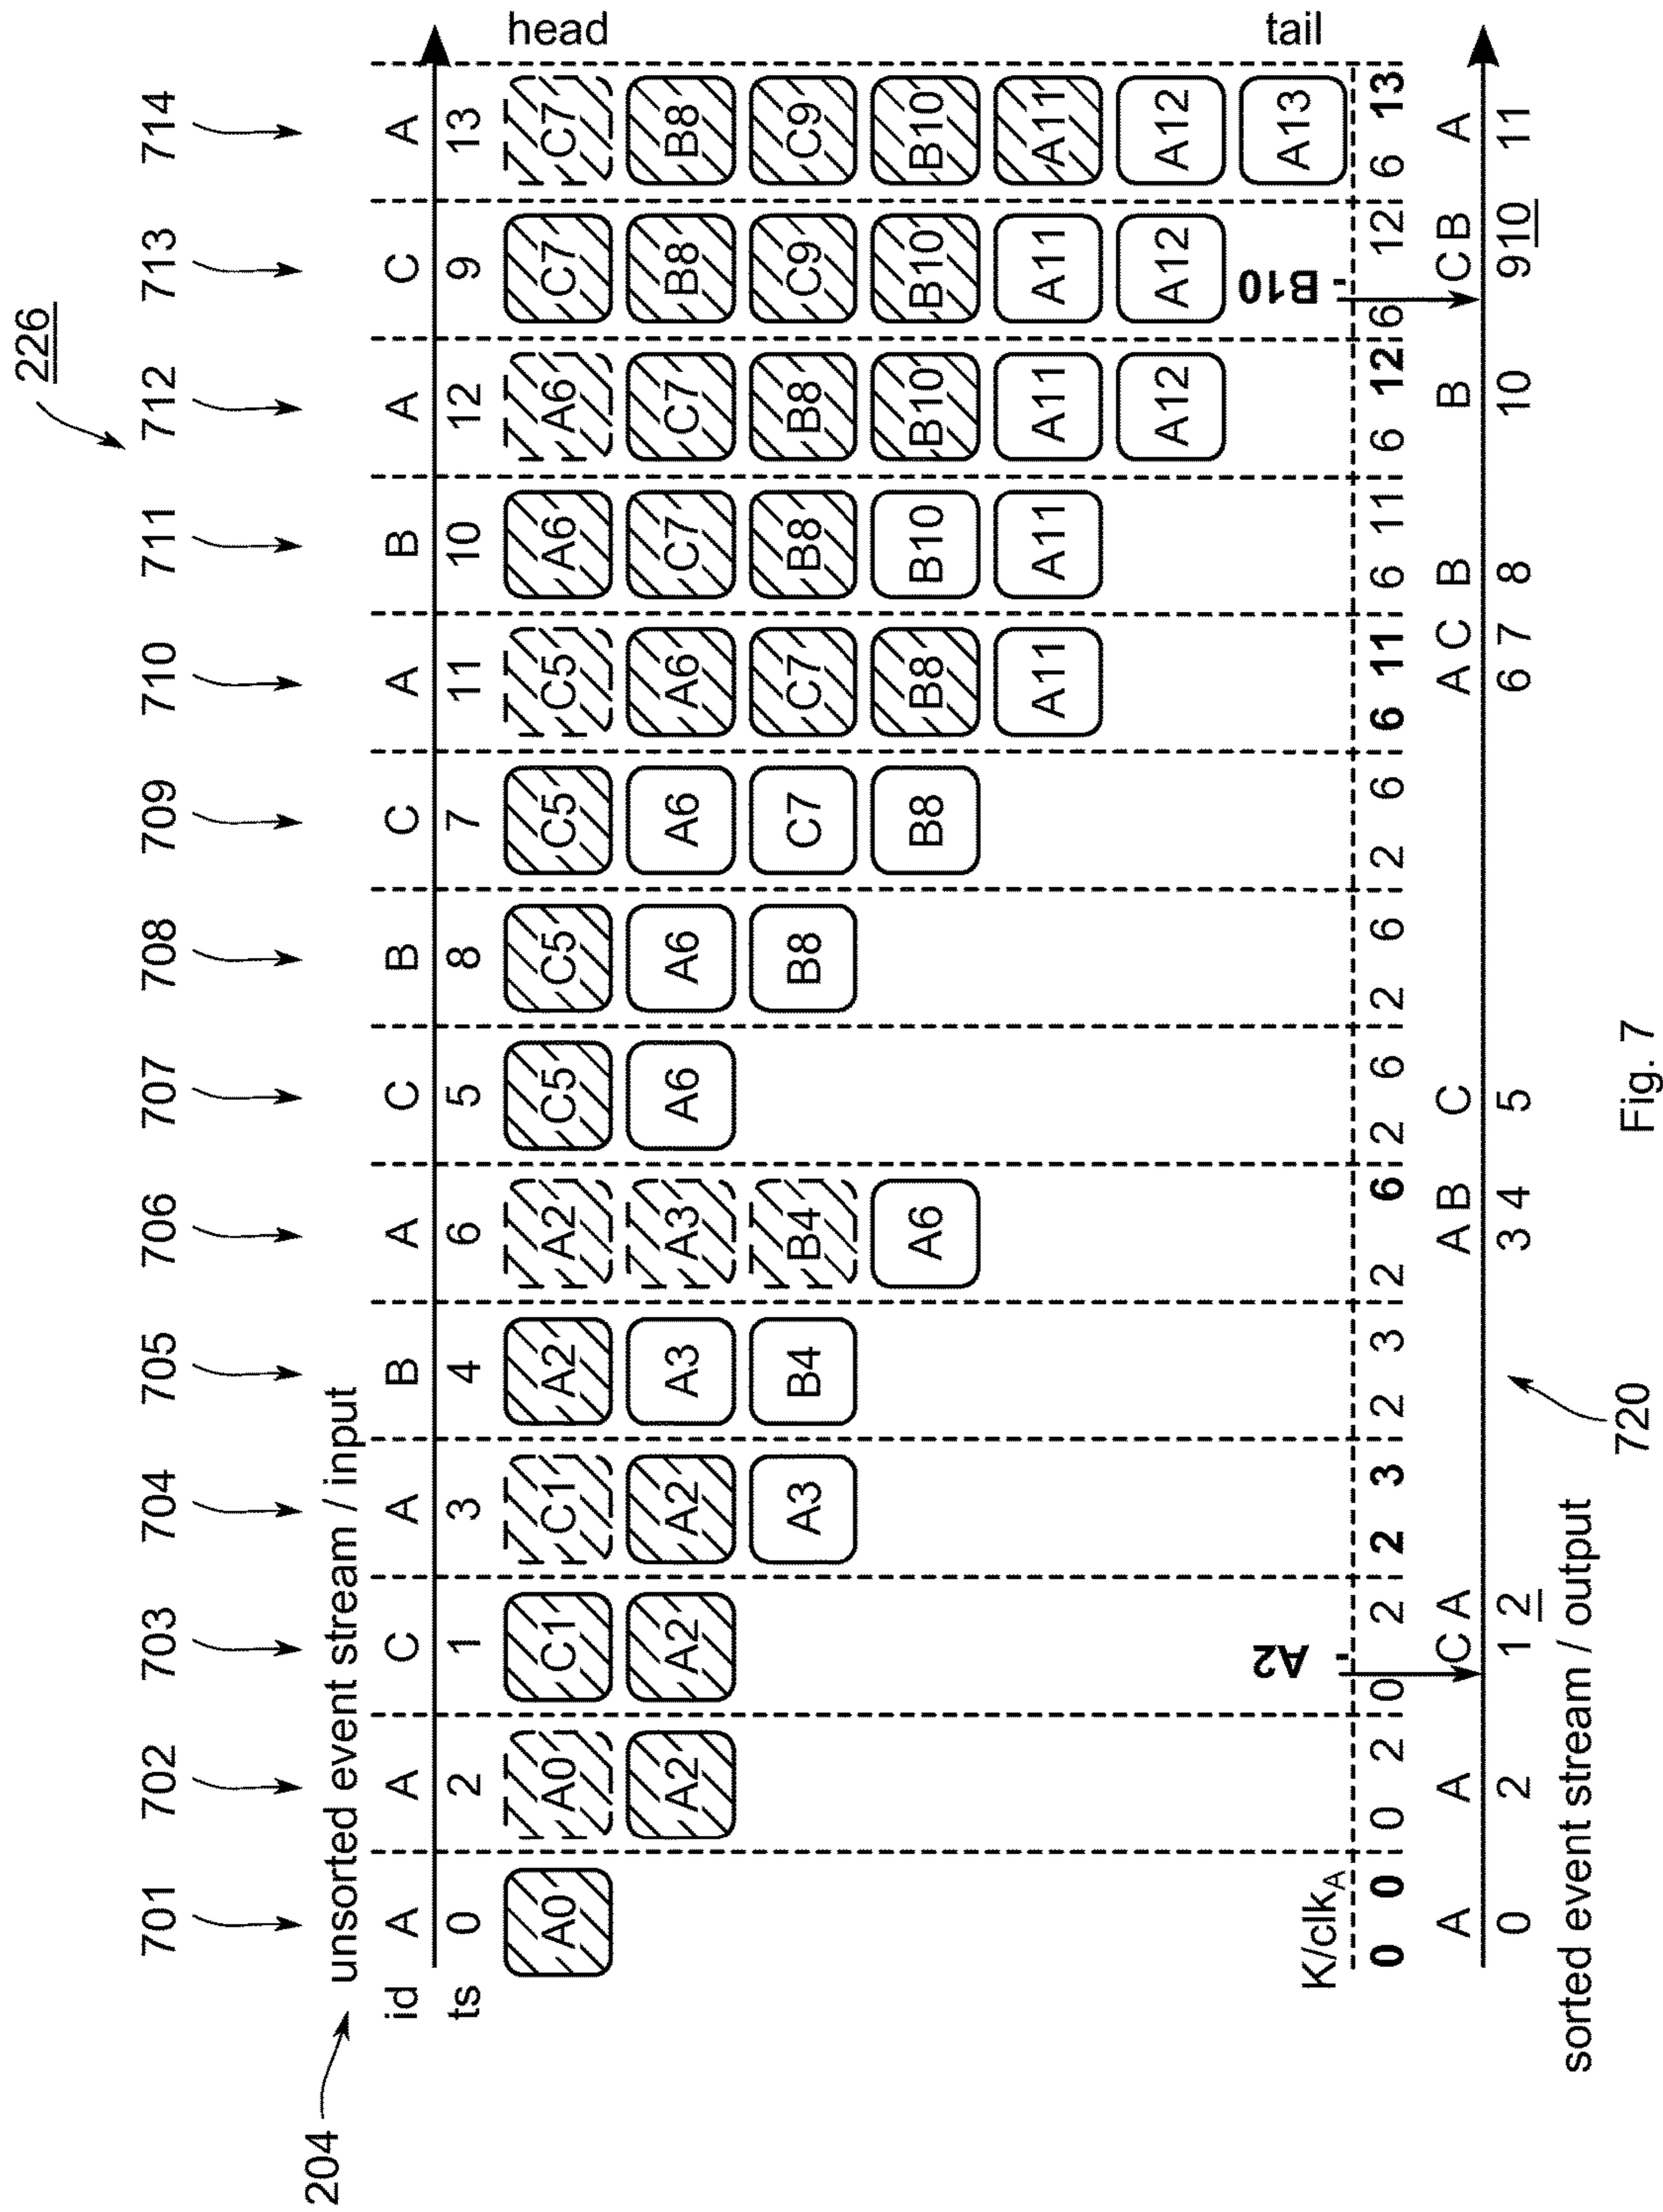 226
701 702 703 704 705 706 707 708 709 710 711 712 713 714
204 unsorted event stream / input
id A A C A B A C B C A B A C A
ts 0 2 1 3 4 6 5 8 7 11 10 12 9 13
A0 A0 C1 C1 A2 A2 C5 C5 C5 C5 A6 A6 C7 C7 head
A2 A2 A2 A3 A3 A6 A6 A6 A6 C7 C7 B8 B8
A3 B4 B4 B8 C7 C7 B8 B8 C9 C9
A6 B8 B8 B10 B10 B10 B10
A11 A11 A11 A11 A11
A12 A12 A12
A2 - B10 - A13 tail
K/clkA
0 0 0 2 0 2 2 3 2 3 2 6 2 6 2 6 2 6 6 11 6 11 6 12 6 12 6 13
A A C A A B C A C B B C B A
0 2 1 2 3 4 5 6 7 8 10 9 10 11
sorted event stream / output 720
Fig. 7